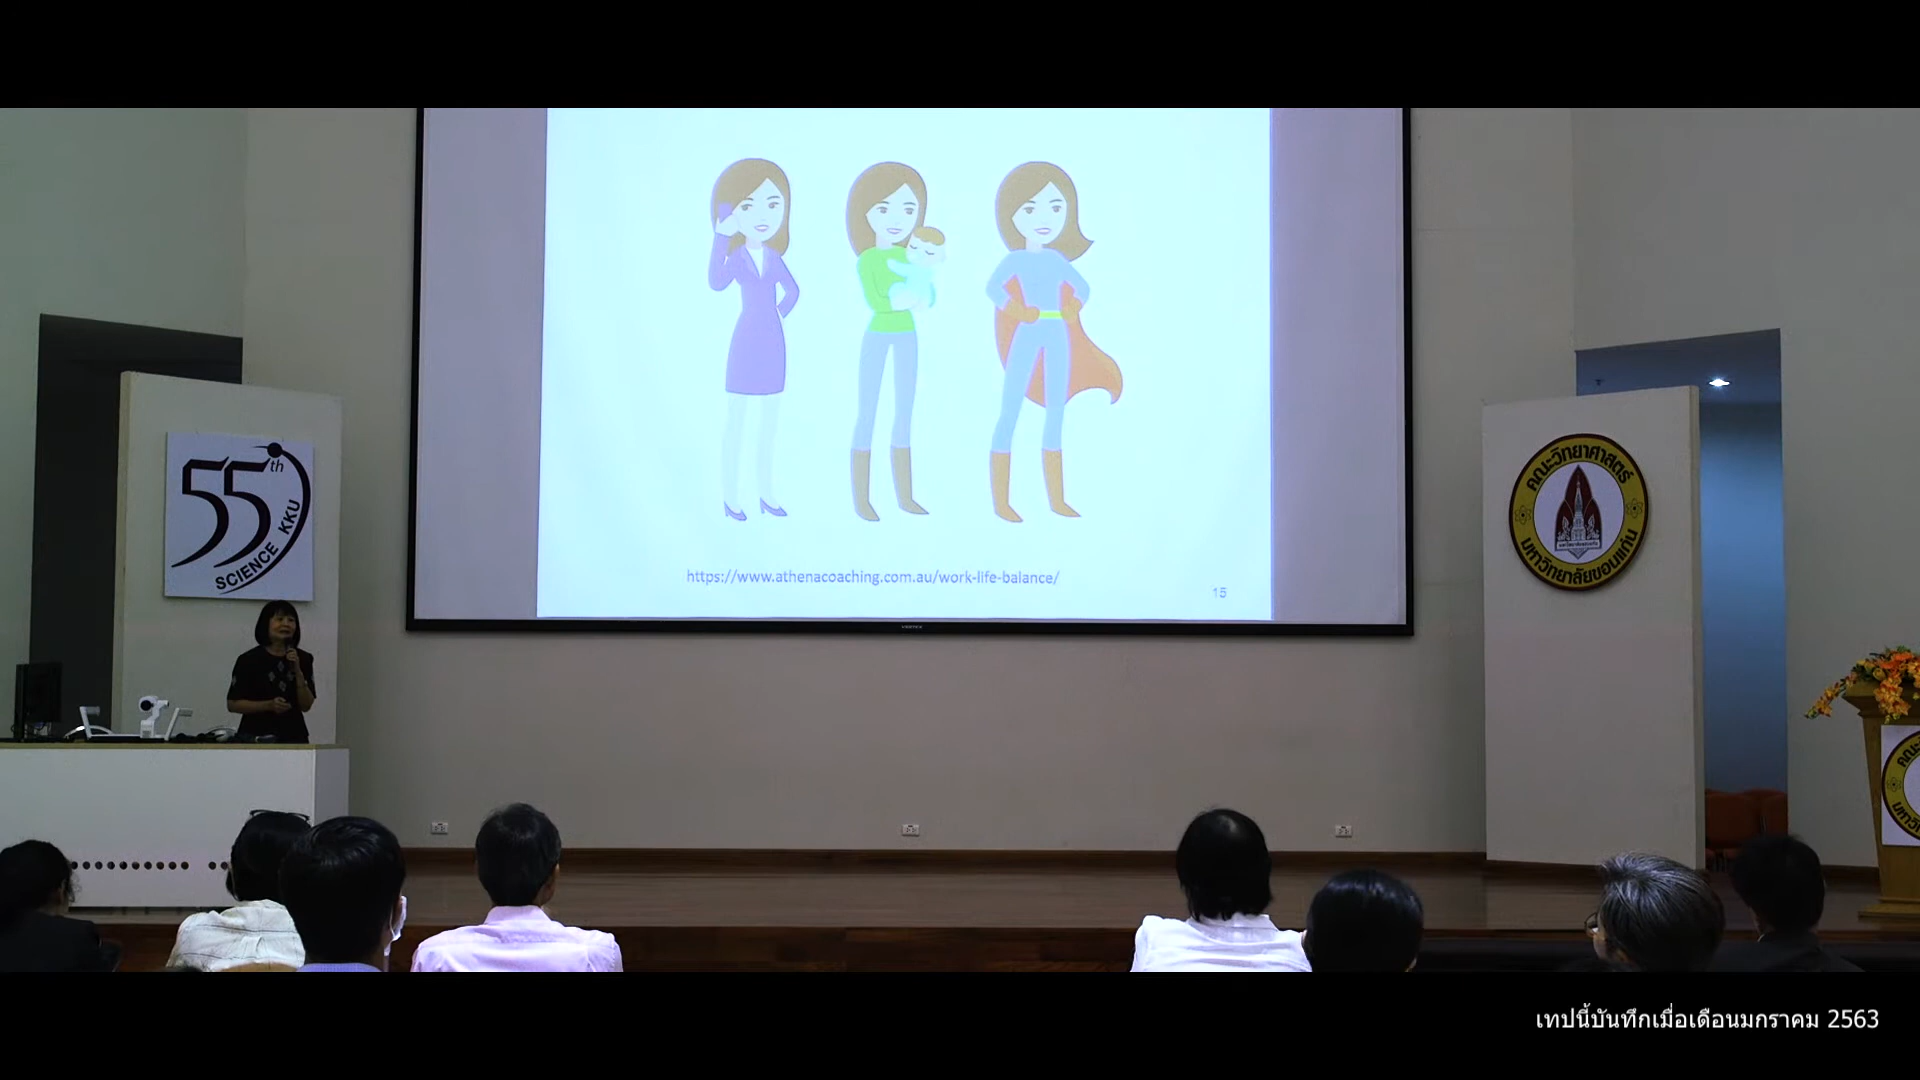 https://www.athenacoaching.com.au/work-life-balance/
15
55th
SCIENCE KKU
คณะวิทยาศาสตร์
มหาวิทยาลัยขอนแก่น
เทปนี้บันทึกเมื่อเดือนมกราคม 2563